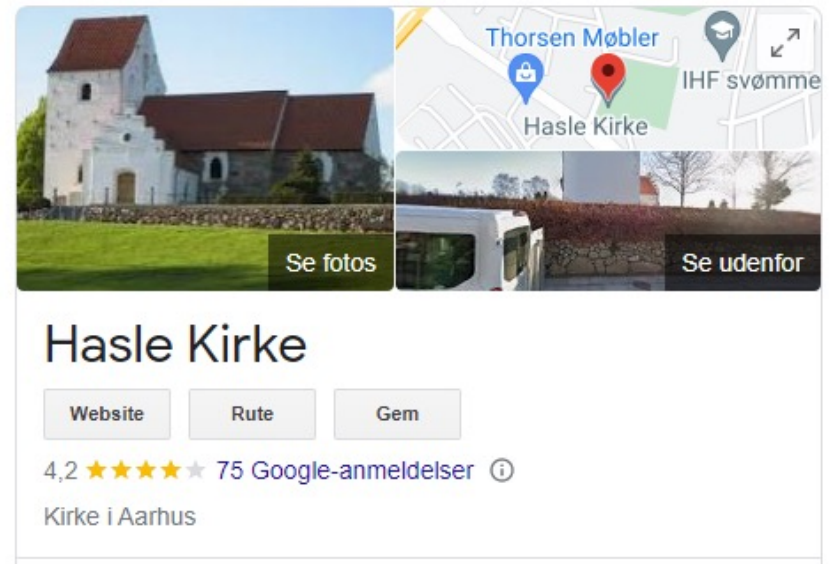 Thorsen Møbler
IHF svømme
Hasle Kirke
Se fotos
Se udenfor
Hasle Kirke
Website
Rute
Gem
4,2
75 Google-anmeldelser
Kirke i Aarhus